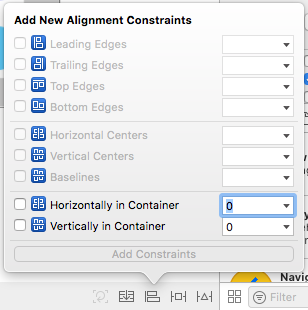 Add New Alignment Constraints
Leading Edges
Trailing Edges
Top Edges
Bottom Edges
Horizontal Centers
Vertical Centers
Baselines
Horizontally in Container 0
Vertically in Container 0
Add Constraints
Navig
Filter